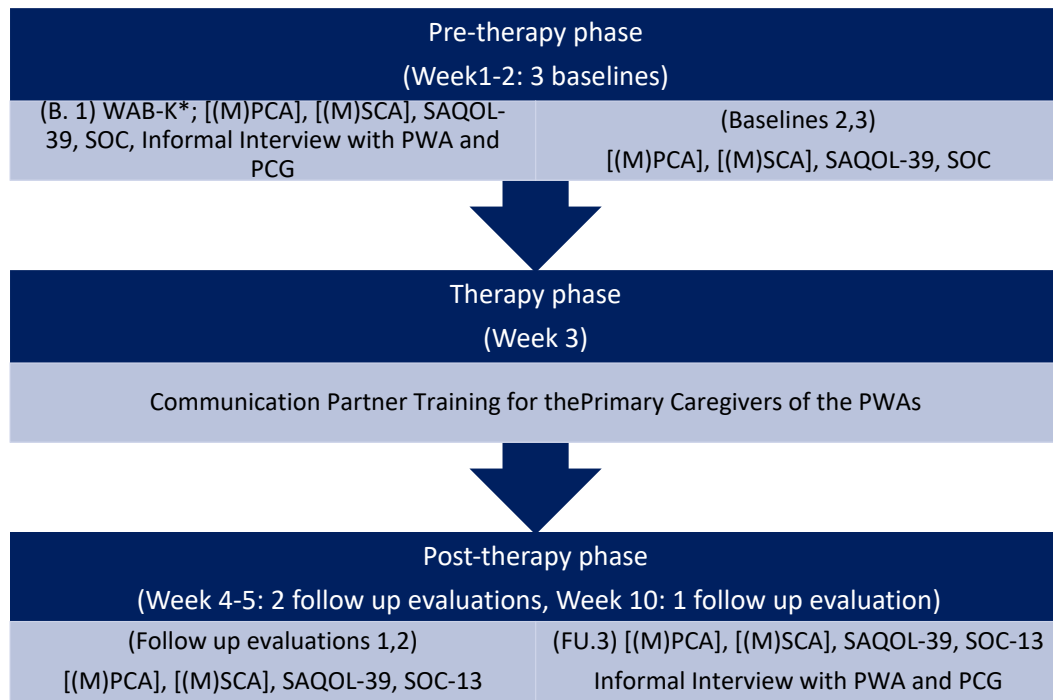 Pre-therapy phase
(Week1-2: 3 baselines)
(B. 1) WAB-K*; [(M)PCA], [(M)SCA], SAQOL-
39, SOC, Informal Interview with PWA and
PCG
(Baselines 2,3)
[(M)PCA], [(M)SCA], SAQOL-39, SOC
Therapy phase
(Week 3)
Communication Partner Training for thePrimary Caregivers of the PWAs
Post-therapy phase
(Week 4-5: 2 follow up evaluations, Week 10: 1 follow up evaluation)
(Follow up evaluations 1,2)
[(M)PCA], [(M)SCA], SAQOL-39, SOC-13
(FU.3) [(M)PCA], [(M)SCA], SAQOL-39, SOC-13
Informal Interview with PWA and PCG